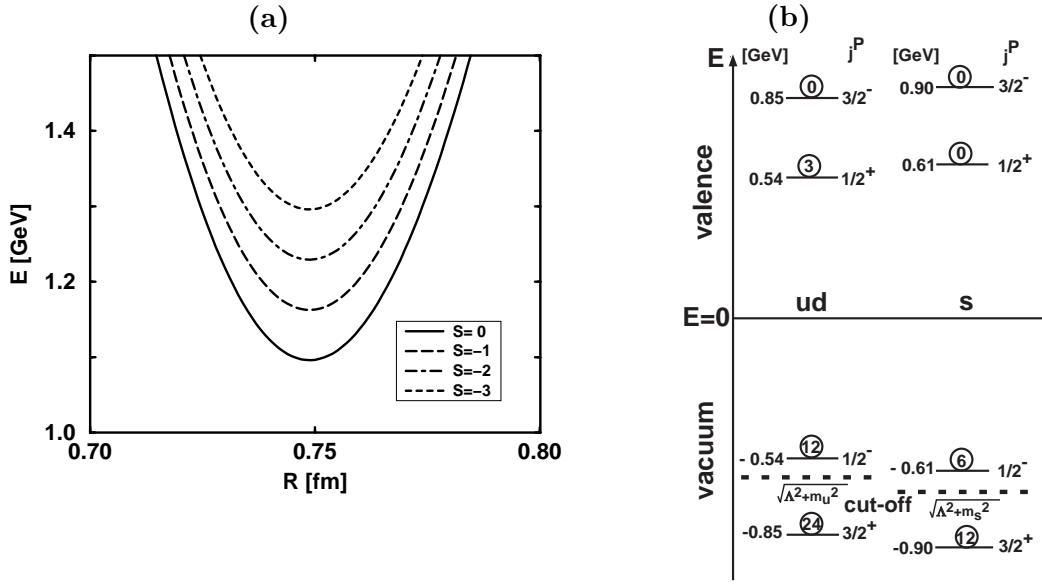 (a)
E [GeV]
1.4
1.2
1.0
0.70
0.75
0.80
R [fm]
S= 0
S=−1
S=−2
S=−3
(b)
E
[GeV] j^P [GeV] j^P
0.85 0 3/2^- 0.90 0 3/2^-
0.54 3 1/2^+ 0.61 0 1/2^+
valence
ud s
E=0
vacuum
- 0.54 12 1/2^- - 0.61 6 1/2^-
√Λ²+m_u² cut-off √Λ²+m_s²
-0.85 24 3/2^+ -0.90 12 3/2^+